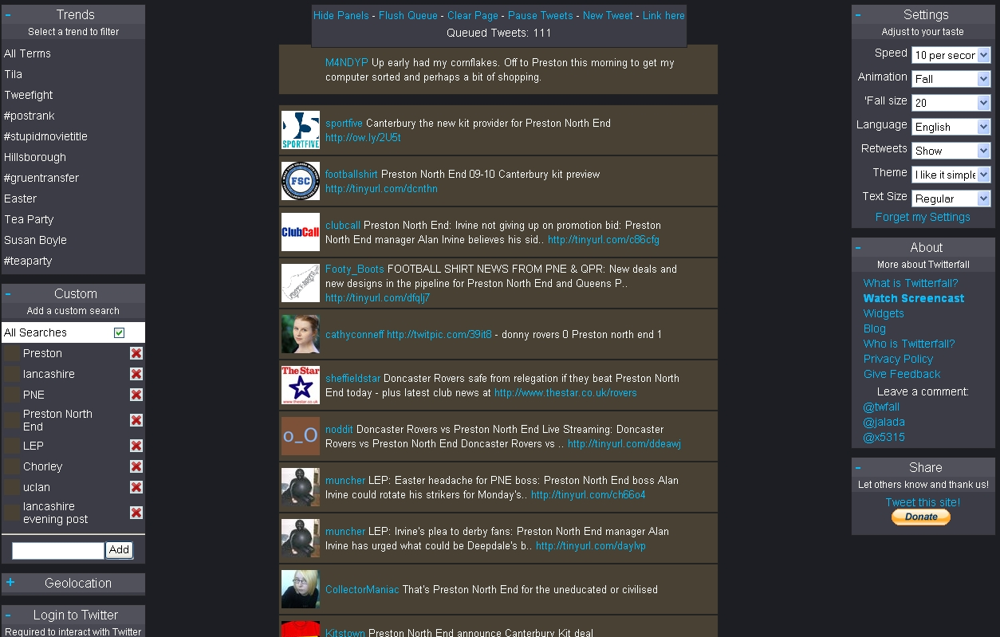 Trends
Select a trend to filter
All Terms
Tila
Tweefight
#postrank
#stupidmovietitle
Hillsborough
#gruentransfer
Easter
Tea Party
Susan Boyle
#teaparty
Custom
Add a custom search
All Searches
Preston
lancashire
PNE
Preston North
End
LEP
Chorley
uclan
lancashire
evening post
Add
Geolocation
Login to Twitter
Required to interact with Twitter
Hide Panels - Flush Queue - Clear Page - Pause Tweets - New Tweet - Link here
Queued Tweets: 111
M4NDYP Up early had my cornflakes. Off to Preston this morning to get my
computer sorted and perhaps a bit of shopping.
SPORTFIVE
sportfive Canterbury the new kit provider for Preston North End
http://ow.ly/2U5t
FSC
footballshirt Preston North End 09-10 Canterbury kit preview
http://tinyurl.com/dcnthn
ClubCall
clubcall Preston North End: Irvine not giving up on promotion bid: Preston
North End manager Alan Irvine believes his sid.. http://tinyurl.com/c86cfg
Footy_Boots FOOTBALL SHIRT NEWS FROM PNE & QPR: New deals and
new designs in the pipeline for Preston North End and Queens P..
http://tinyurl.com/dfqlj7
cathyconneff http://twitpic.com/39it8 - donny rovers 0 Preston north end 1
The Star
www.thestar.co.uk
sheffieldstar Doncaster Rovers safe from relegation if they beat Preston North
End today - plus latest club news at http://www.thestar.co.uk/rovers
o_O
noddit Doncaster Rovers vs Preston North End Live Streaming: Doncaster
Rovers vs Preston North End Doncaster Rovers vs .. http://tinyurl.com/ddeawj
muncher LEP: Easter headache for PNE boss: Preston North End boss Alan
Irvine could rotate his strikers for Monday's.. http://tinyurl.com/ch66o4
muncher LEP: Irvine's plea to derby fans: Preston North End manager Alan
Irvine has urged what could be Deepdale's b.. http://tinyurl.com/daylvp
CollectorManiac That's Preston North End for the uneducated or civilised
Kitstown Preston North End announce Canterbury Kit deal
Settings
Adjust to your taste
Speed 10 per secor
Animation Fall
'Fall size 20
Language English
Retweets Show
Theme I like it simple
Text Size Regular
Forget my Settings
About
More about Twitterfall
What is Twitterfall?
Watch Screencast
Widgets
Blog
Who is Twitterfall?
Privacy Policy
Give Feedback
Leave a comment:
@twfall
@jalada
@x5315
Share
Let others know and thank us!
Tweet this site!
Donate